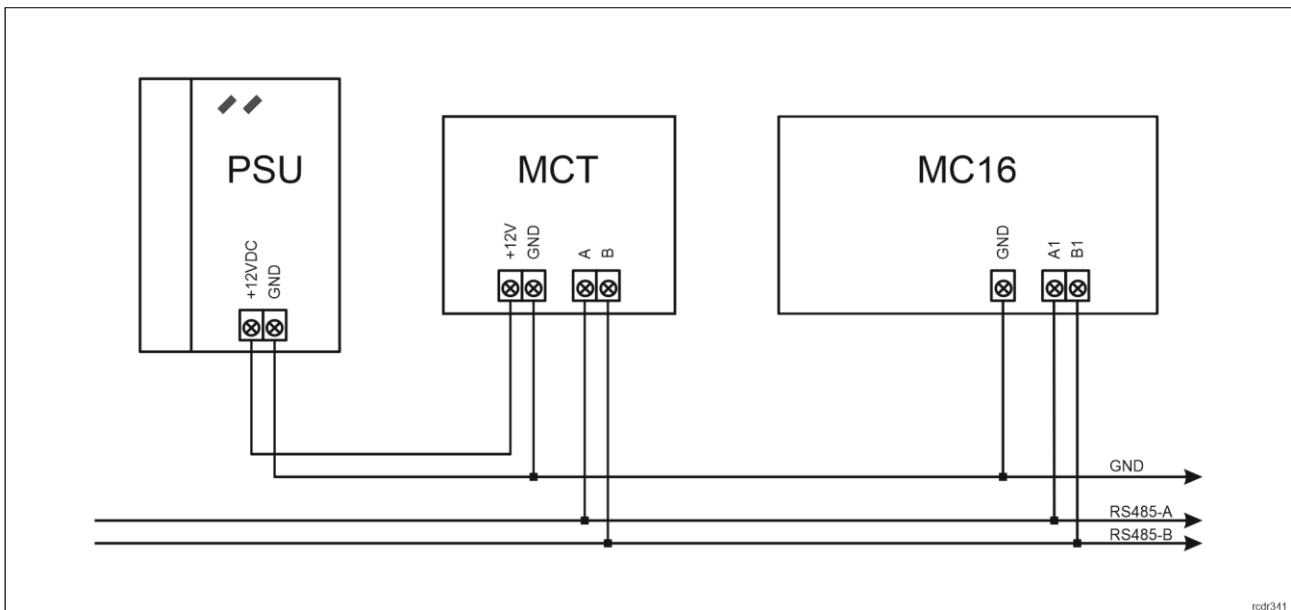 PSU
+12VDC
GND
MCT
+12V
GND
A
B
MC16
GND
A1
B1
GND
RS485-A
RS485-B
rcdr341